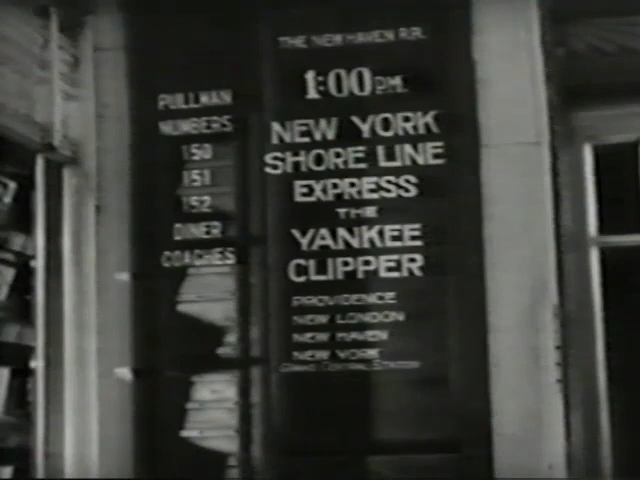 THE NEW HAVEN R.R.
1:00 P.M.
NEW YORK
SHORE LINE
EXPRESS
THE
YANKEE
CLIPPER
PROVIDENCE
NEW LONDON
NEW HAVEN
NEW YORK
GRAND CENTRAL STATION
PULLMAN
NUMBERS
150
151
152
DINER
COACHES